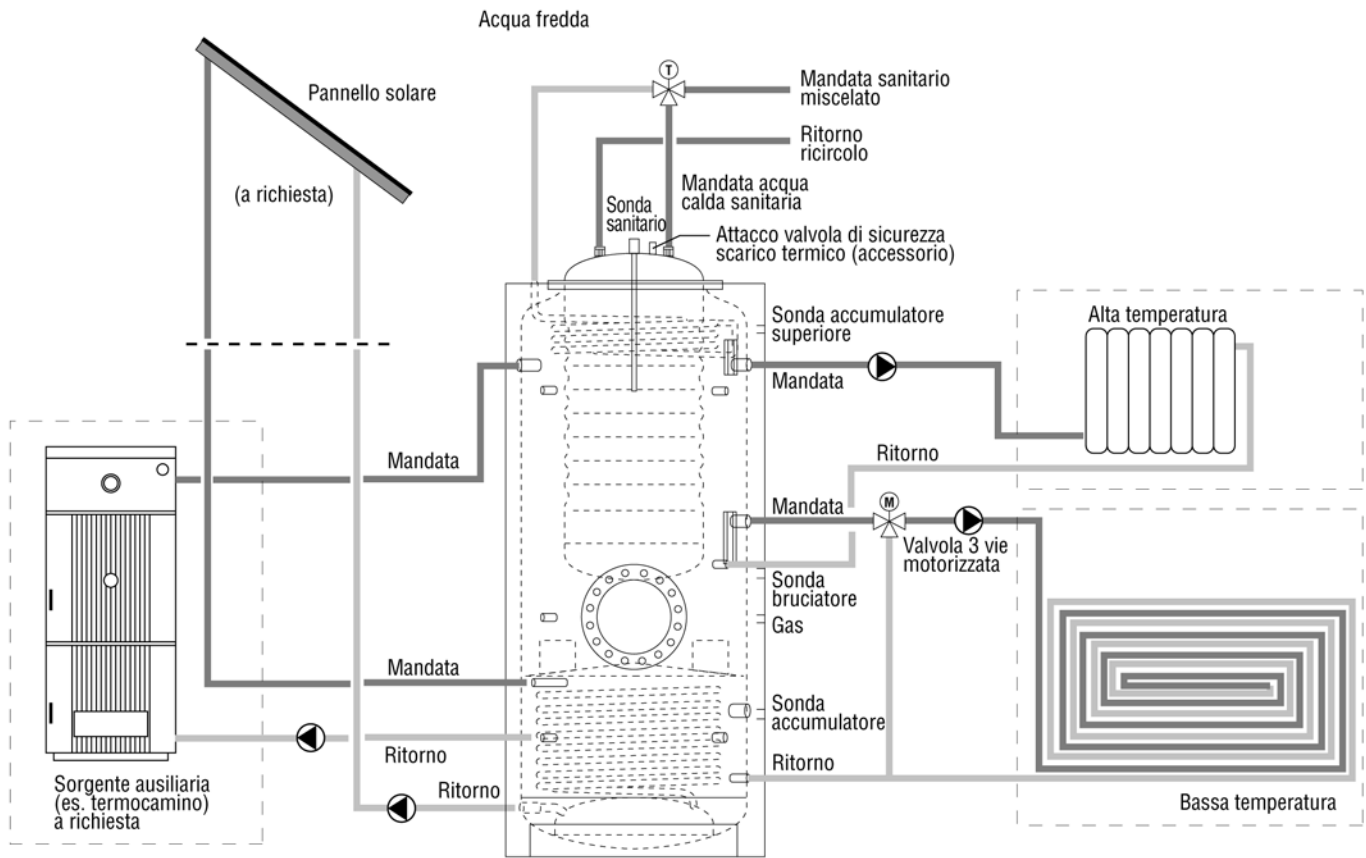 Acqua fredda
Pannello solare
(a richiesta)
T
Mandata sanitario
miscelato
Ritorno
ricircolo
Mandata acqua
calda sanitaria
Sonda
sanitario
Attacco valvola di sicurezza
scarico termico (accessorio)
Sonda accumulatore
superiore
Mandata
Alta temperatura
Mandata
Ritorno
Mandata
M
Valvola 3 vie
motorizzata
Sonda
bruciatore
Gas
Mandata
Sonda
accumulatore
Ritorno
Ritorno
Ritorno
Sorgente ausiliaria
(es. termocamino)
a richiesta
Bassa temperatura